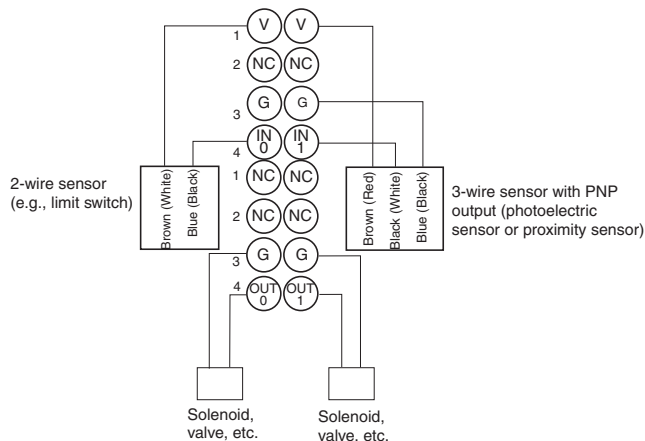 V V
1
2 NC NC
G G
3
IN 0 IN 1
4
1 NC NC
2 NC NC
3 G G
4 OUT 0 OUT 1
2-wire sensor
(e.g., limit switch)
Brown (White)
Blue (Black)
Brown (Red)
Black (White)
Blue (Black)
3-wire sensor with PNP
output (photoelectric
sensor or proximity sensor)
Solenoid,
valve, etc.
Solenoid,
valve, etc.